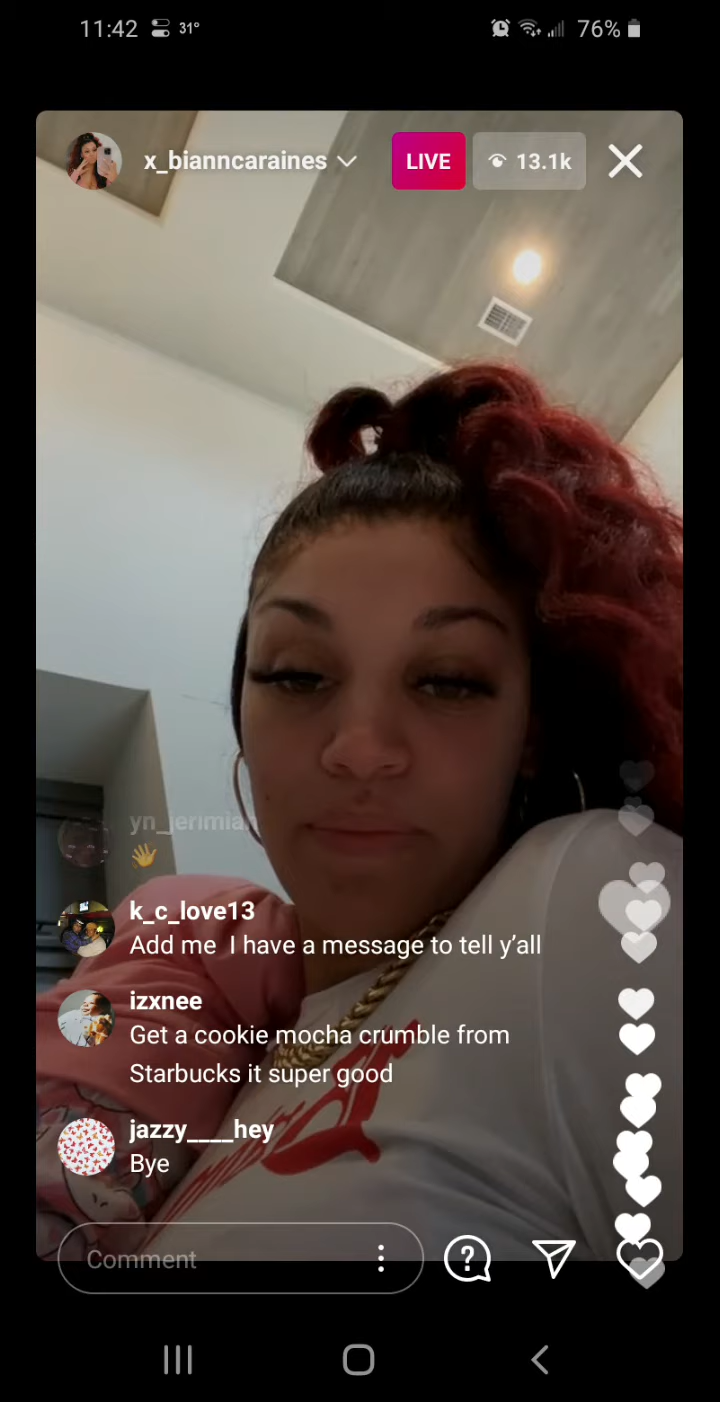 11:42 31°
76%
x_bianncaraines
LIVE
13.1k
yn_jerimiah
👋
k_c_love13
Add me I have a message to tell y’all
izxnee
Get a cookie mocha crumble from
Starbucks it super good
jazzy____hey
Bye
Comment